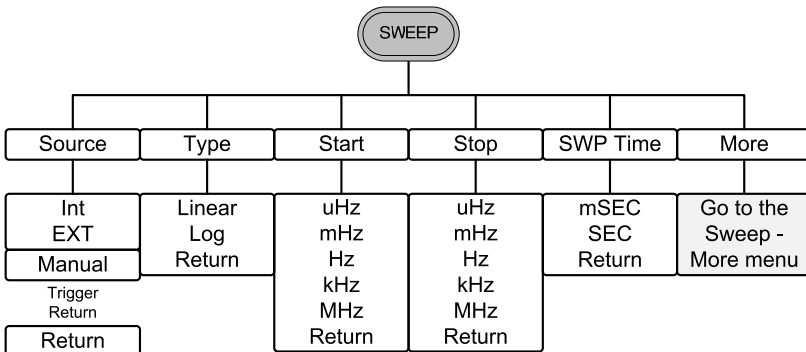 SWEEP
Source
Type
Start
Stop
SWP Time
More
Int
EXT
Manual
Trigger
Return
Return
Linear
Log
Return
uHz
mHz
Hz
kHz
MHz
Return
uHz
mHz
Hz
kHz
MHz
Return
mSEC
SEC
Return
Go to the
Sweep -
More menu